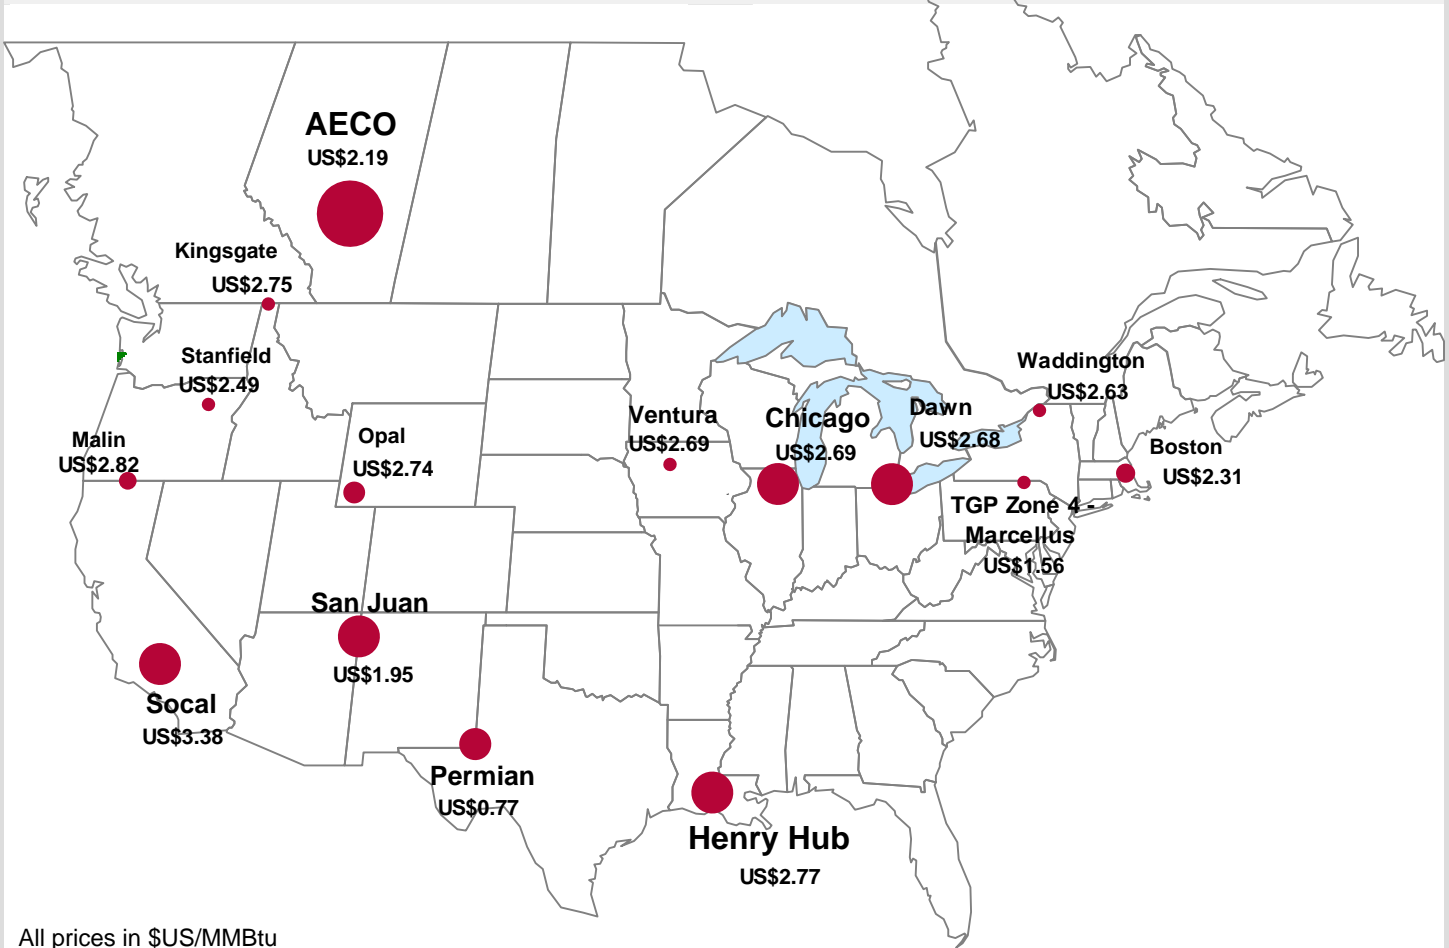 AECO
US$2.19
Kingsgate
US$2.75
Stanfield
US$2.49
Malin
US$2.82
Opal
US$2.74
Ventura
US$2.69
Chicago
US$2.69
Dawn
US$2.68
Waddington
US$2.63
Boston
US$2.31
TGP Zone 4 -
Marcellus
US$1.56
San Juan
US$1.95
Socal
US$3.38
Permian
US$0.77
Henry Hub
US$2.77
All prices in $US/MMBtu